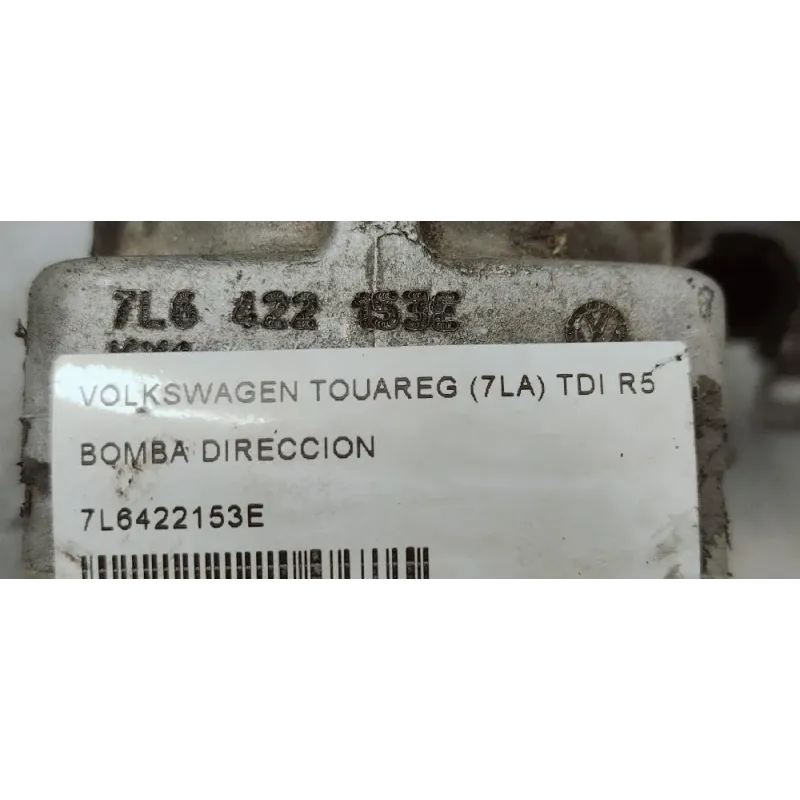 7L6 422 153E
VOLKSWAGEN TOUAREG (7LA) TDI R5
BOMBA DIRECCION
7L6422153E